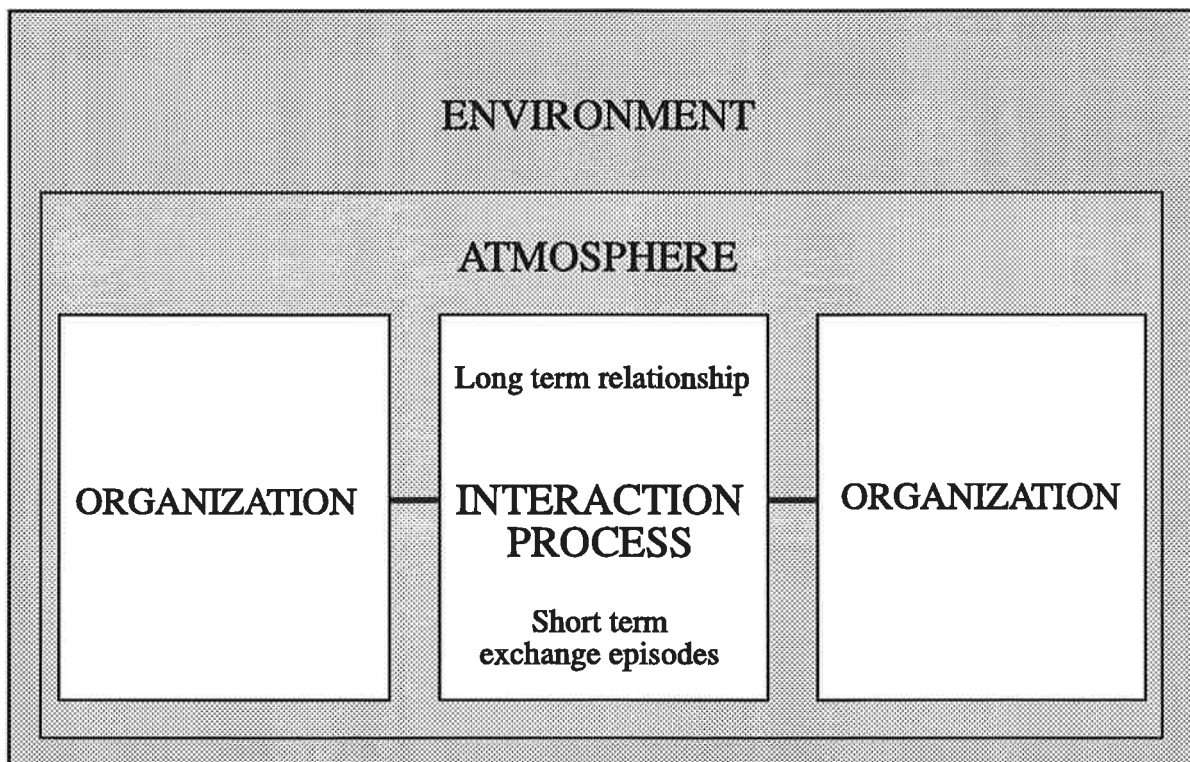 ENVIRONMENT
ATMOSPHERE
ORGANIZATION
Long term relationship
INTERACTION
PROCESS
Short term
exchange episodes
ORGANIZATION